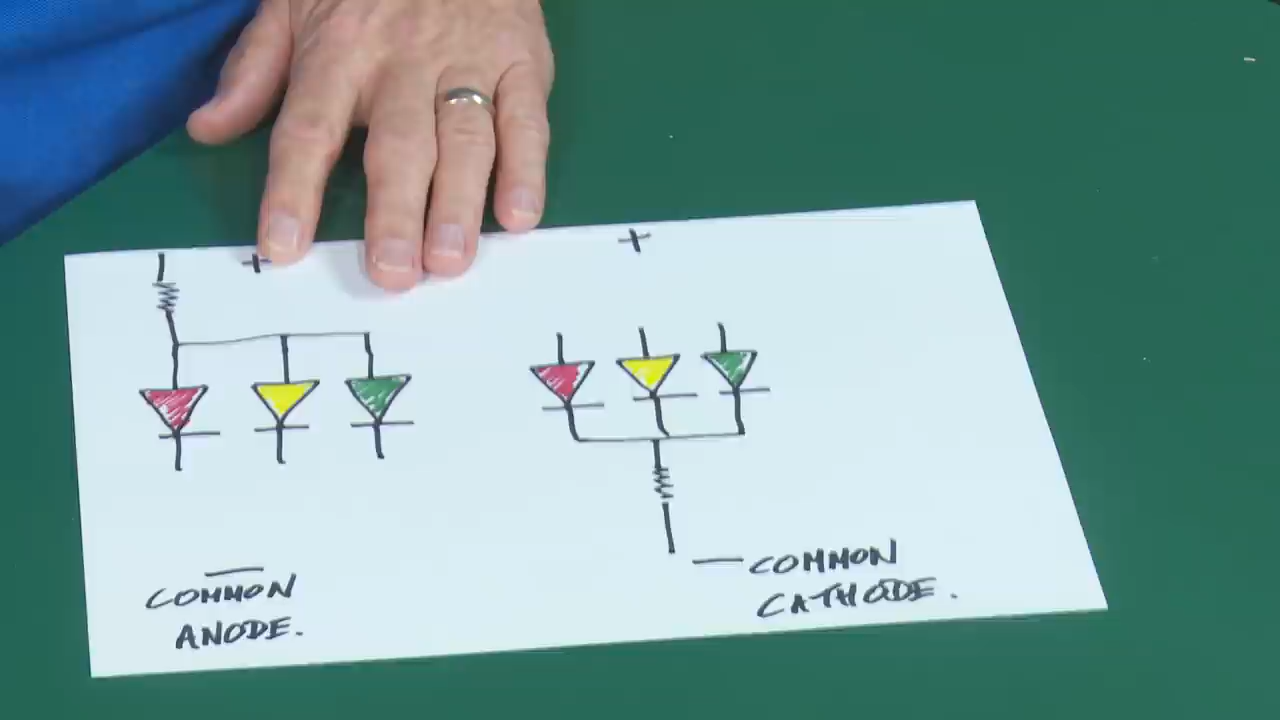 +
+
— COMMON
CATHODE.
—
COMMON
ANODE.